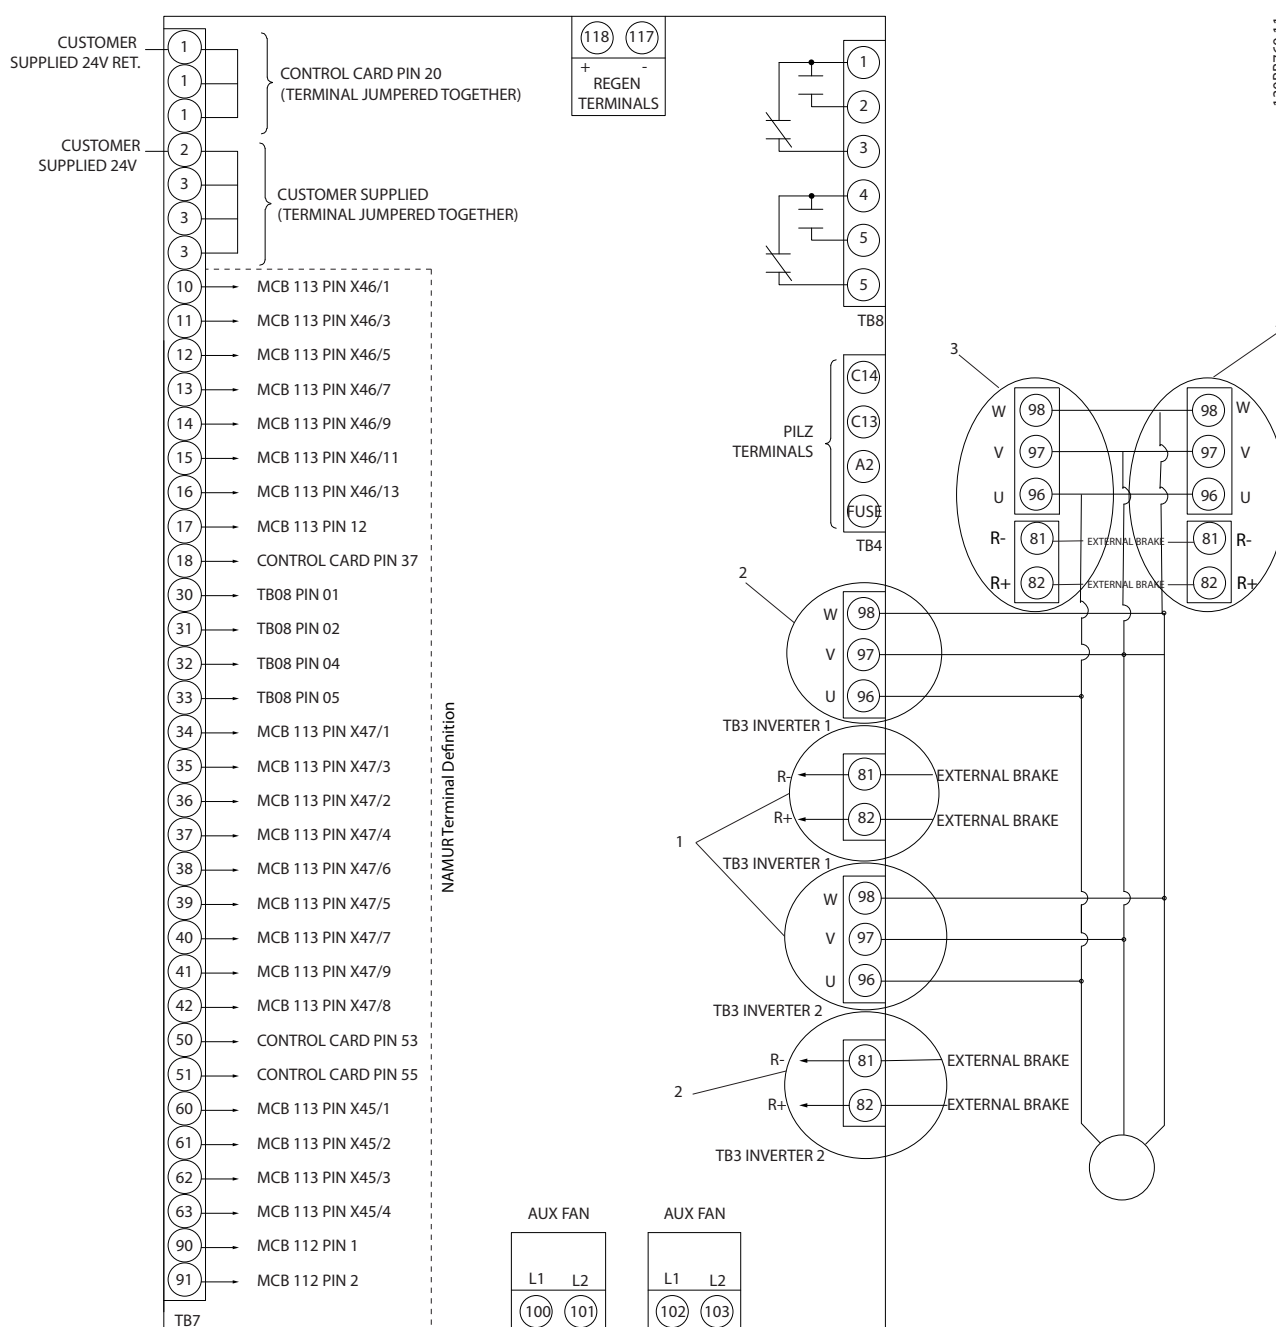 CUSTOMER
SUPPLIED 24V RET.
1
1
1
CONTROL CARD PIN 20
(TERMINAL JUMPERED TOGETHER)
CUSTOMER
SUPPLIED 24V
2
3
3
3
CUSTOMER SUPPLIED
(TERMINAL JUMPERED TOGETHER)
10 MCB 113 PIN X46/1
11 MCB 113 PIN X46/3
12 MCB 113 PIN X46/5
13 MCB 113 PIN X46/7
14 MCB 113 PIN X46/9
15 MCB 113 PIN X46/11
16 MCB 113 PIN X46/13
17 MCB 113 PIN 12
18 CONTROL CARD PIN 37
30 TB08 PIN 01
31 TB08 PIN 02
32 TB08 PIN 04
33 TB08 PIN 05
34 MCB 113 PIN X47/1
35 MCB 113 PIN X47/3
36 MCB 113 PIN X47/2
37 MCB 113 PIN X47/4
38 MCB 113 PIN X47/6
39 MCB 113 PIN X47/5
40 MCB 113 PIN X47/7
41 MCB 113 PIN X47/9
42 MCB 113 PIN X47/8
50 CONTROL CARD PIN 53
51 CONTROL CARD PIN 55
60 MCB 113 PIN X45/1
61 MCB 113 PIN X45/2
62 MCB 113 PIN X45/3
63 MCB 113 PIN X45/4
90 MCB 112 PIN 1
91 MCB 112 PIN 2
TB7
NAMUR Terminal Definition
118 117
+ -
REGEN
TERMINALS
1
2
3
4
5
5
TB8
PILZ
TERMINALS
C14
C13
A2
FUSE
TB4
2
W 98
V 97
U 96
TB3 INVERTER 1
1
R- 81 EXTERNAL BRAKE
R+ 82 EXTERNAL BRAKE
TB3 INVERTER 1
W 98
V 97
U 96
TB3 INVERTER 2
2
R- 81 EXTERNAL BRAKE
R+ 82 EXTERNAL BRAKE
TB3 INVERTER 2
3
W 98 98 W
V 97 97 V
U 96 96 U
R- 81 EXTERNAL BRAKE 81 R-
R+ 82 EXTERNAL BRAKE 82 R+
AUX FAN
L1 L2
100 101
AUX FAN
L1 L2
102 103